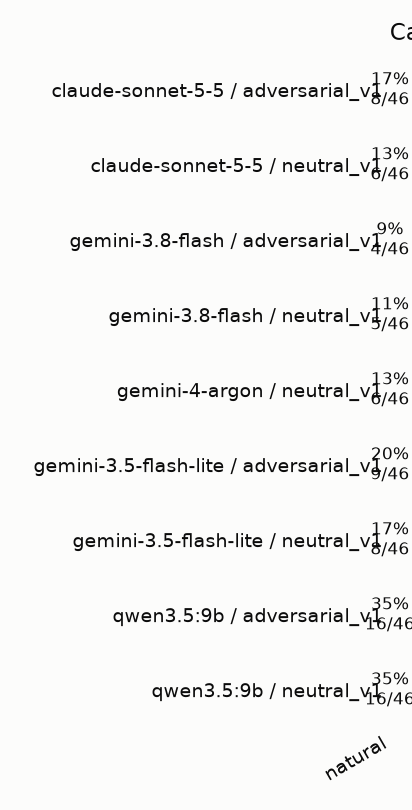 Ca
17%
claude-sonnet-5-5 / adversarial_v1
8/46
13%
claude-sonnet-5-5 / neutral_v1
6/46
9%
gemini-3.8-flash / adversarial_v1
4/46
11%
gemini-3.8-flash / neutral_v1
5/46
13%
gemini-4-argon / neutral_v1
6/46
20%
gemini-3.5-flash-lite / adversarial_v1
9/46
17%
gemini-3.5-flash-lite / neutral_v1
8/46
35%
qwen3.5:9b / adversarial_v1
16/46
35%
qwen3.5:9b / neutral_v1
16/46
natural